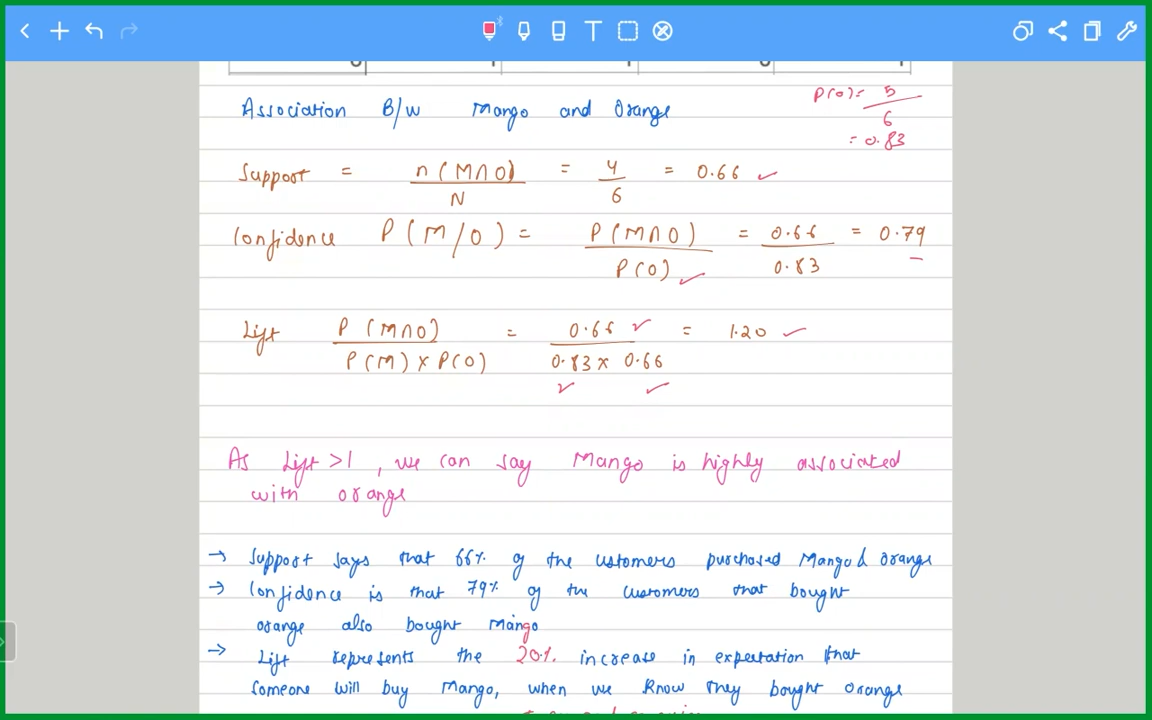 Association B/w Mango and Orange
P(O) = 5
6
= 0.83
Support = n(M∩O) = 4 = 0.66 ✓
N 6
Confidence P(M/O) = P(M∩O) = 0.66 = 0.79
P(O) ✓ 0.83
Lift P(M∩O) = 0.66 ✓ = 1.20 ✓
P(M) × P(O) 0.83 × 0.66
✓ ✓
As Lift >1, we can say Mango is highly associated
with orange
→ Support says that 66% of the customers purchased Mango & orange
→ Confidence is that 79% of the customers that bought
orange also bought mango
→ Lift represents the 20% increase in expectation that
someone will buy Mango, when we know they bought orange